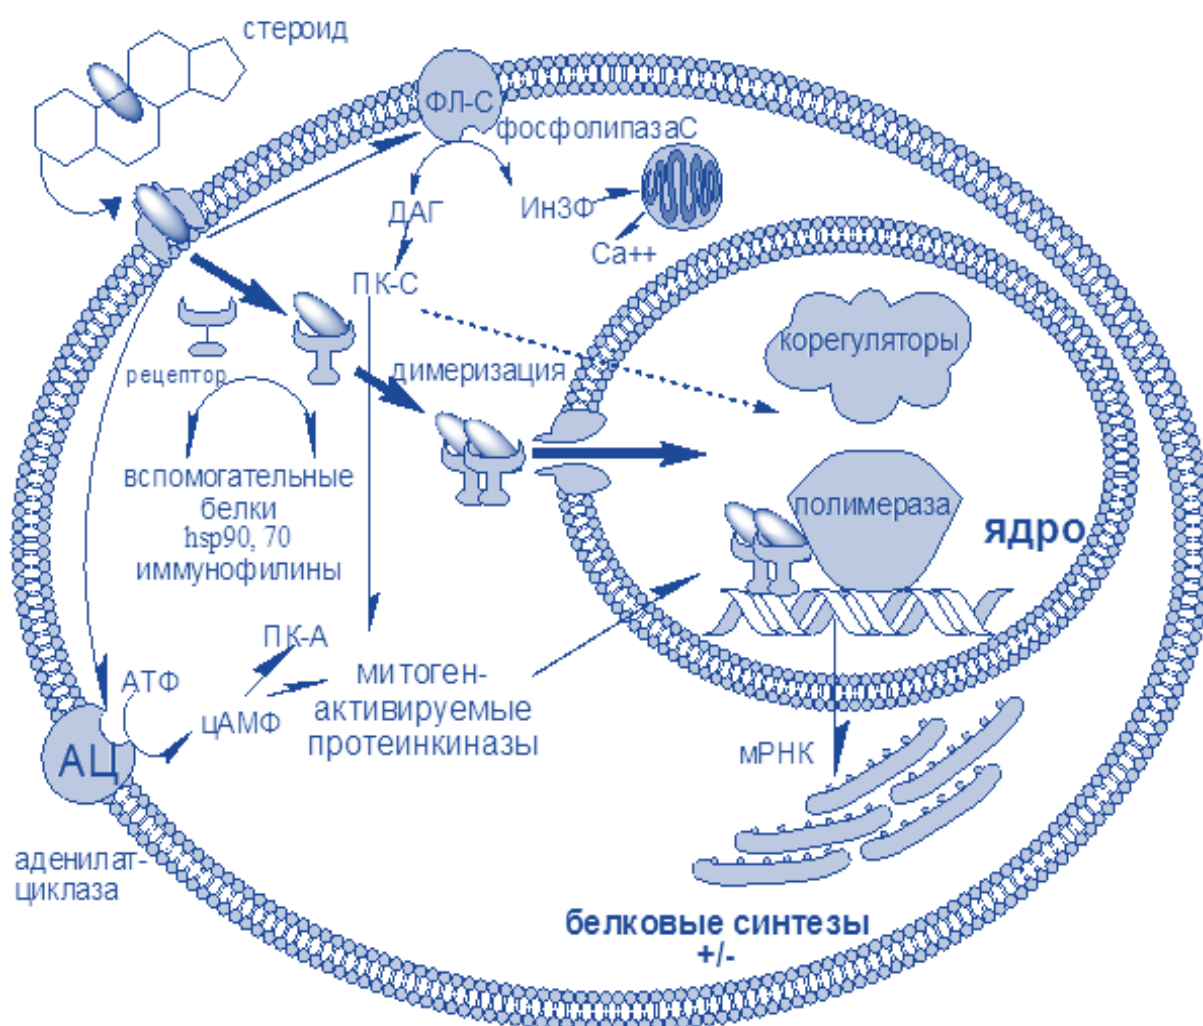 стероид
ФЛ-С
фосфолипазаС
ДАГ
Ин3Ф
Са++
ПК-С
корегуляторы
рецептор
димеризация
вспомогательные
белки
hsp90, 70
иммунофилины
полимераза
ядро
ПК-А
АТФ
цАМФ
митоген-
активируемые
протеинкиназы
АЦ
мРНК
аденилат-
циклаза
белковые синтезы
+/-